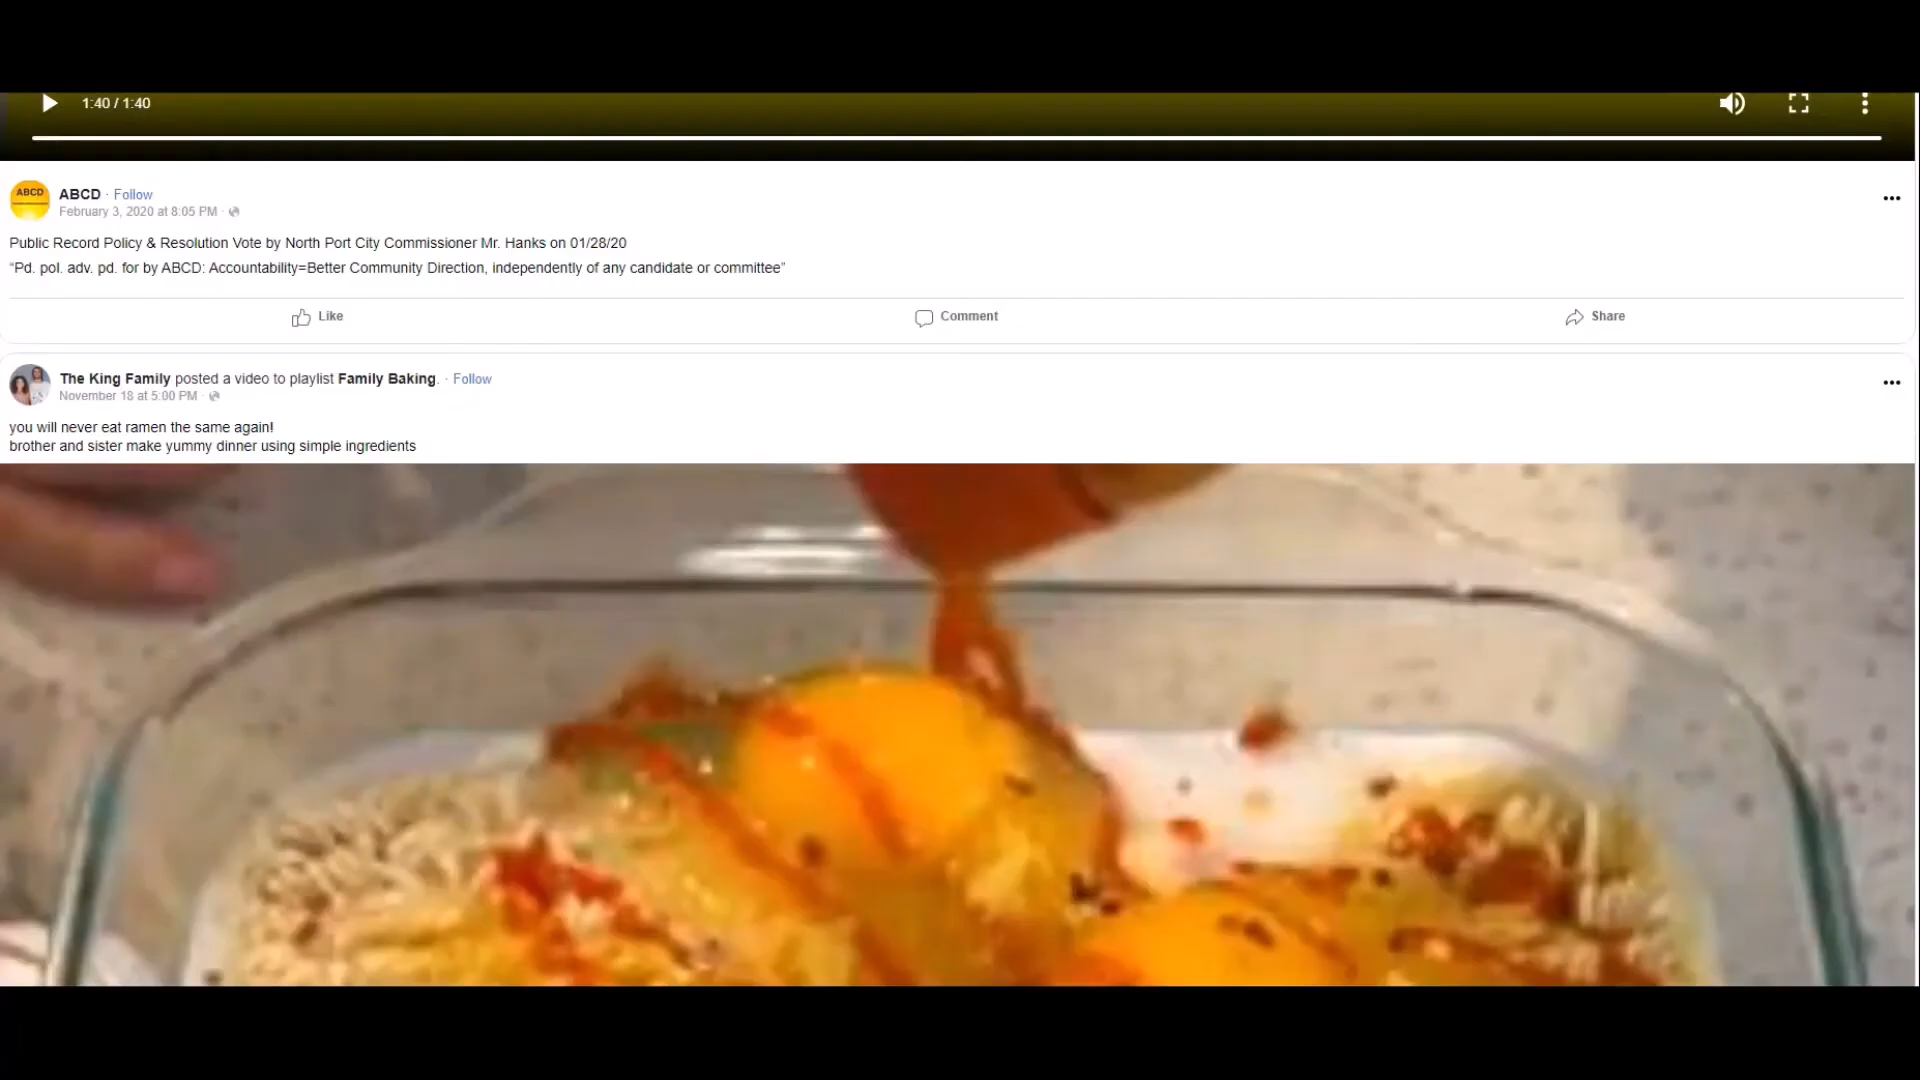 1:40 / 1:40
ABCD
ABCD · Follow
February 3, 2020 at 8:05 PM ·
Public Record Policy & Resolution Vote by North Port City Commissioner Mr. Hanks on 01/28/20
“Pd. pol. adv. pd. for by ABCD: Accountability=Better Community Direction, independently of any candidate or committee”
Like
Comment
Share
The King Family posted a video to playlist Family Baking. · Follow
November 18 at 5:00 PM ·
you will never eat ramen the same again!
brother and sister make yummy dinner using simple ingredients